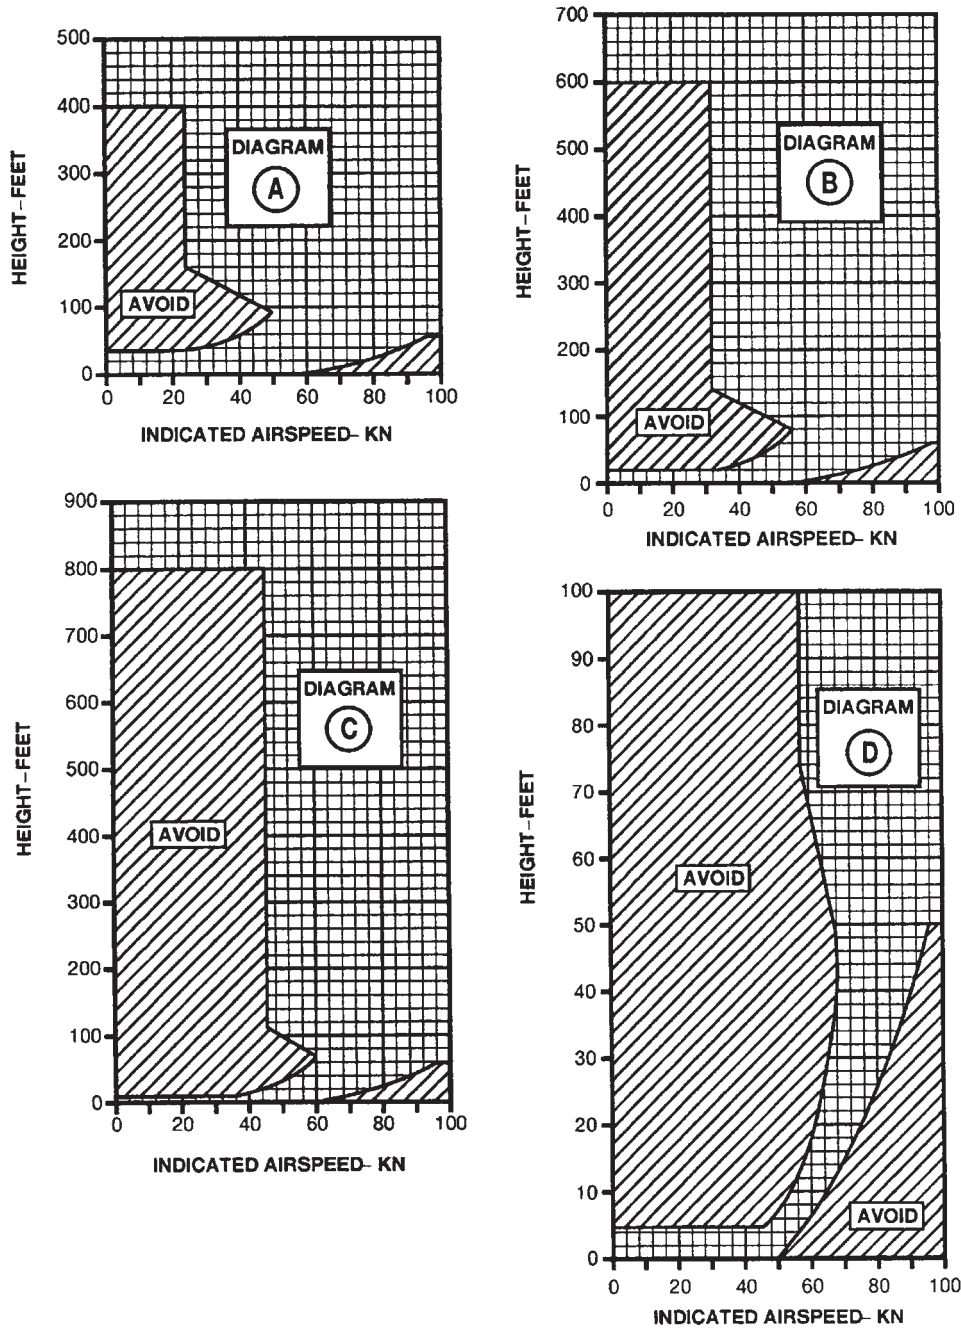 500
400
300
200
100
0
HEIGHT–FEET
DIAGRAM
A
AVOID
0 20 40 60 80 100
INDICATED AIRSPEED– KN
700
600
500
400
300
200
100
0
HEIGHT–FEET
DIAGRAM
B
AVOID
0 20 40 60 80 100
INDICATED AIRSPEED– KN
900
800
700
600
500
400
300
200
100
0
HEIGHT–FEET
DIAGRAM
C
AVOID
0 20 40 60 80 100
INDICATED AIRSPEED– KN
100
90
80
70
60
50
40
30
20
10
0
HEIGHT–FEET
DIAGRAM
D
AVOID
AVOID
0 20 40 60 80 100
INDICATED AIRSPEED– KN